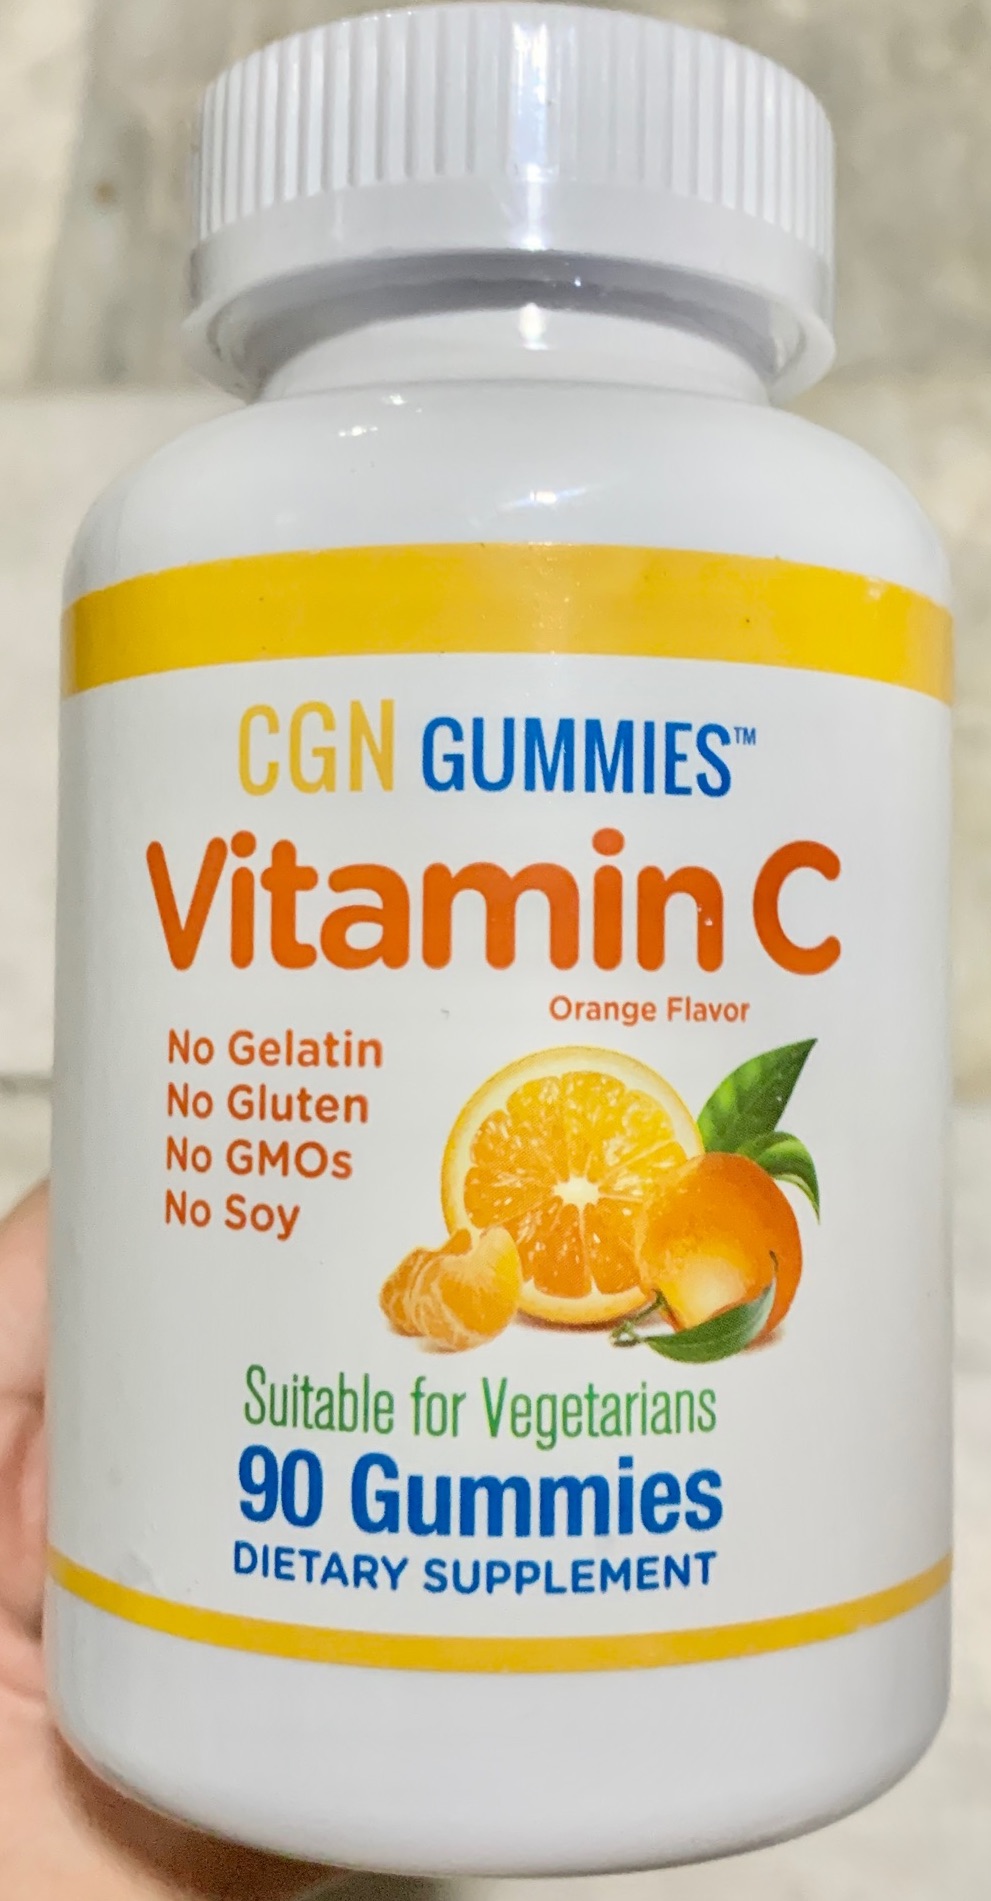 CGN GUMMIES™
Vitamin C
Orange Flavor
No Gelatin
No Gluten
No GMOs
No Soy
Suitable for Vegetarians
90 Gummies
DIETARY SUPPLEMENT